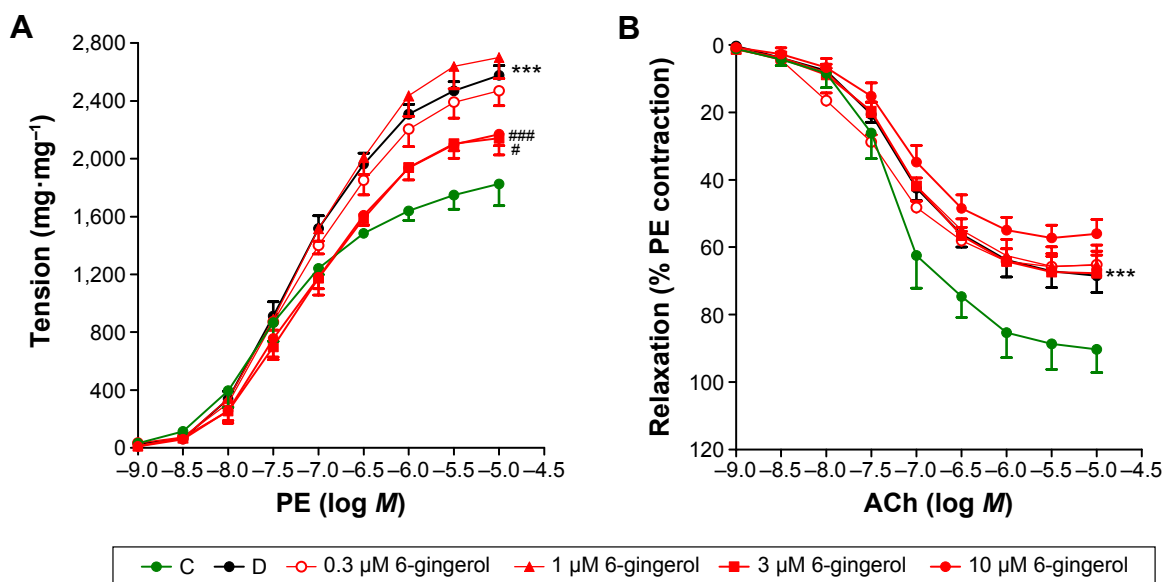 A
Tension (mg·mg⁻¹)
2,800
2,400
2,000
1,600
1,200
800
400
0
***
###
#
–9.0 –8.5 –8.0 –7.5 –7.0 –6.5 –6.0 –5.5 –5.0 –4.5
PE (log M)
B
Relaxation (% PE contraction)
0
20
40
60
80
100
120
***
–9.0 –8.5 –8.0 –7.5 –7.0 –6.5 –6.0 –5.5 –5.0 –4.5
ACh (log M)
C D 0.3 µM 6-gingerol 1 µM 6-gingerol 3 µM 6-gingerol 10 µM 6-gingerol